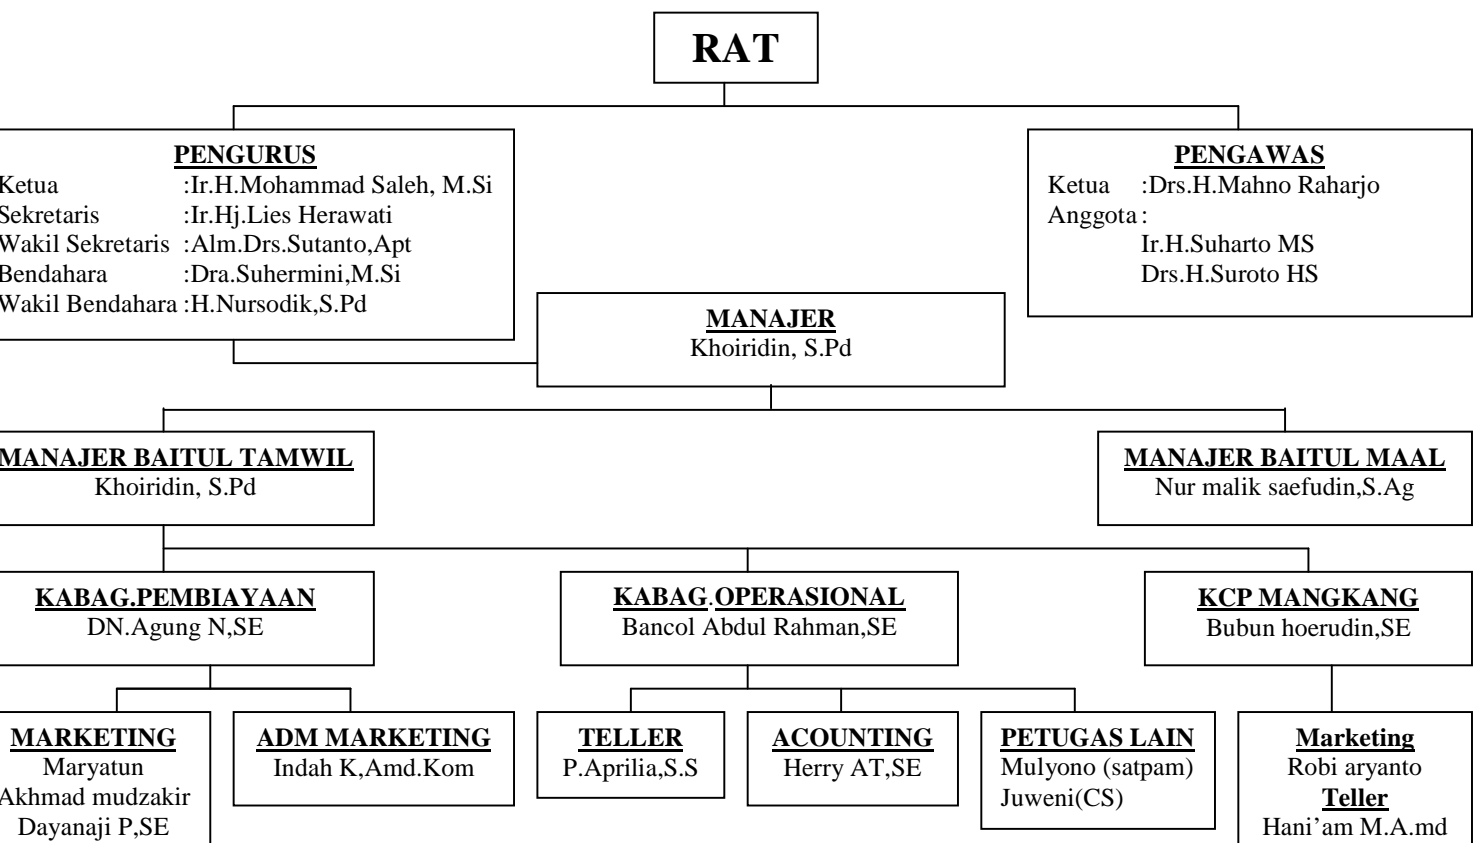 RAT
PENGURUS
Ketua :Ir.H.Mohammad Saleh, M.Si
Sekretaris :Ir.Hj.Lies Herawati
Wakil Sekretaris :Alm.Drs.Sutanto,Apt
Bendahara :Dra.Suhermini,M.Si
Wakil Bendahara :H.Nursodik,S.Pd
PENGAWAS
Ketua :Drs.H.Mahno Raharjo
Anggota :
Ir.H.Suharto MS
Drs.H.Suroto HS
MANAJER
Khoiridin, S.Pd
MANAJER BAITUL TAMWIL
Khoiridin, S.Pd
MANAJER BAITUL MAAL
Nur malik saefudin,S.Ag
KABAG.PEMBIAYAAN
DN.Agung N,SE
KABAG.OPERASIONAL
Bancol Abdul Rahman,SE
KCP MANGKANG
Bubun hoerudin,SE
MARKETING
Maryatun
Akhmad mudzakir
Dayanaji P,SE
ADM MARKETING
Indah K,Amd.Kom
TELLER
P.Aprilia,S.S
ACOUNTING
Herry AT,SE
PETUGAS LAIN
Mulyono (satpam)
Juweni(CS)
Marketing
Robi aryanto
Teller
Hani’am M.A.md